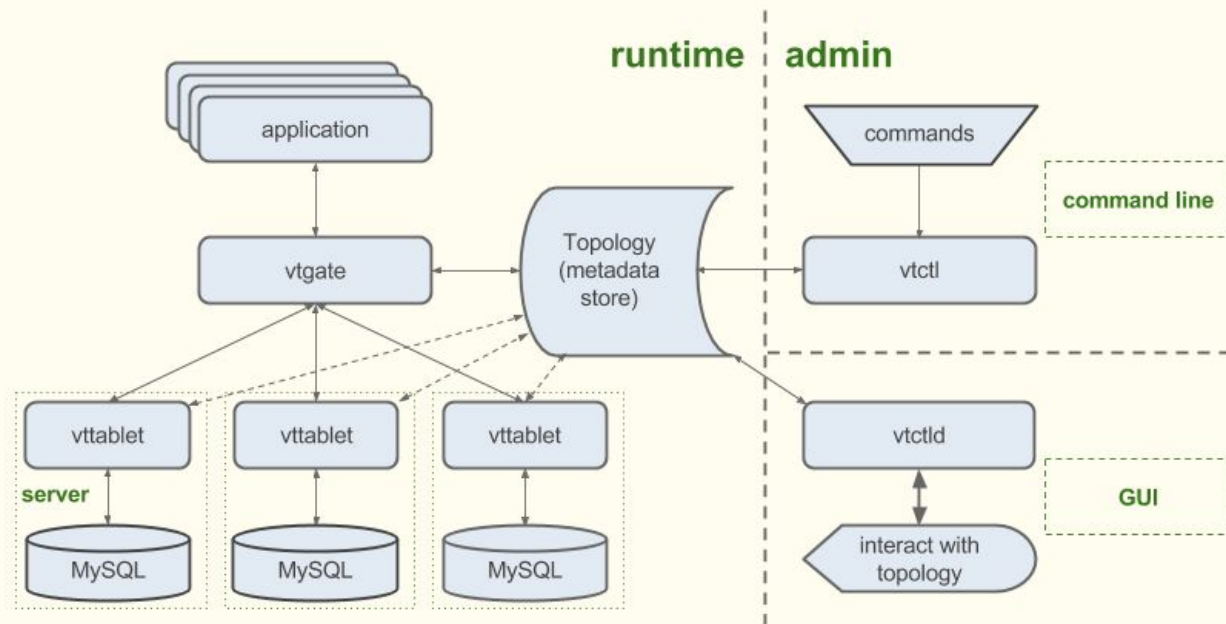 runtime
admin
application
commands
command line
vtgate
Topology
(metadata
store)
vtctl
vttablet
vttablet
vttablet
vtctld
server
GUI
MySQL
MySQL
MySQL
interact with
topology